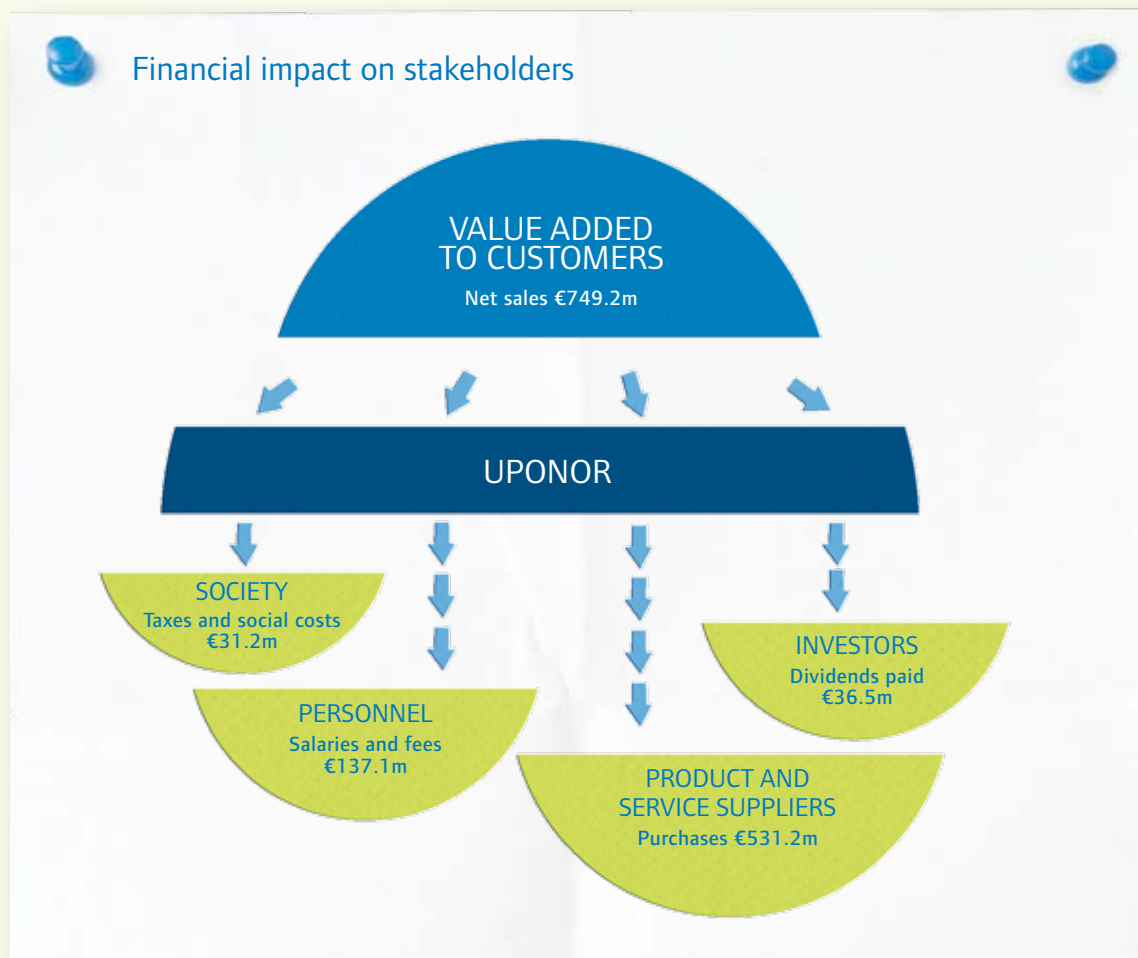 Financial impact on stakeholders
VALUE ADDED
TO CUSTOMERS
Net sales €749.2m
UPONOR
SOCIETY
Taxes and social costs
€31.2m
PERSONNEL
Salaries and fees
€137.1m
PRODUCT AND
SERVICE SUPPLIERS
Purchases €531.2m
INVESTORS
Dividends paid
€36.5m